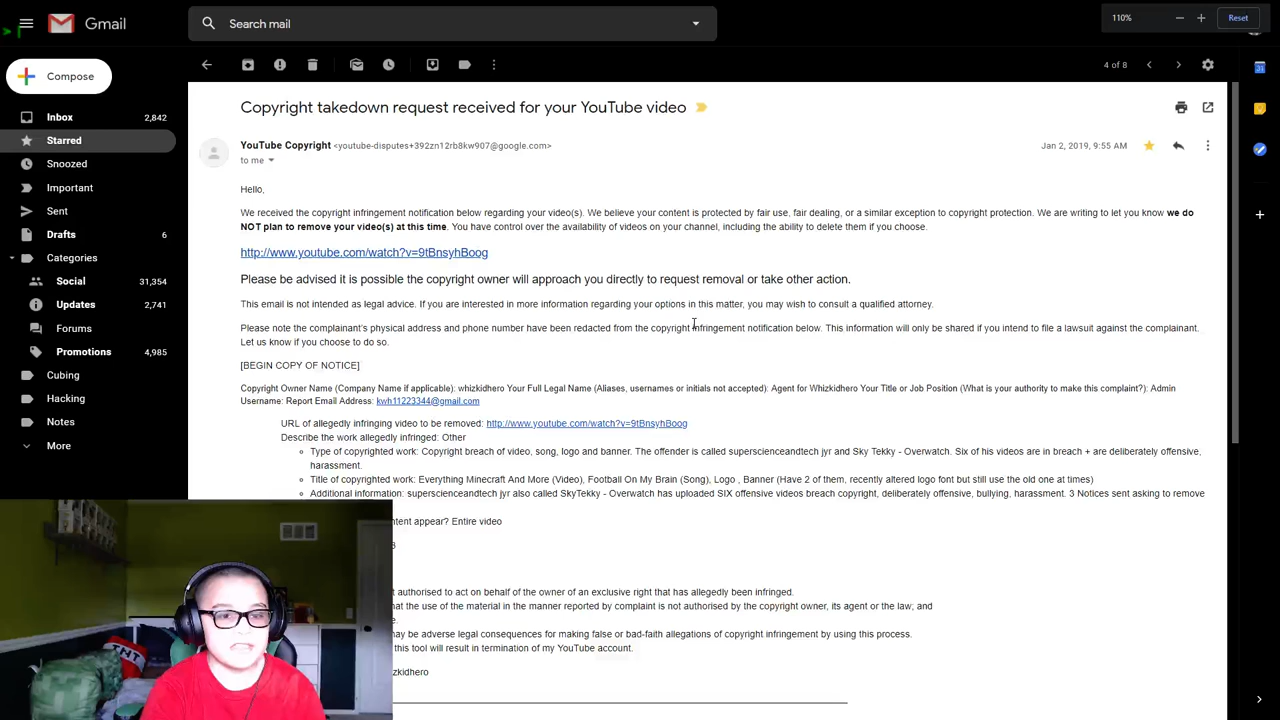 Gmail
Search mail
110%
Reset
Compose
4 of 8
Inbox 2,842
Starred
Snoozed
Important
Sent
Drafts 6
Categories
Social 31,354
Updates 2,741
Forums
Promotions 4,985
Cubing
Hacking
Notes
More
Copyright takedown request received for your YouTube video
YouTube Copyright <youtube-disputes+392zn12rb8kw907@google.com>
Jan 2, 2019, 9:55 AM
to me
Hello,
We received the copyright infringement notification below regarding your video(s). We believe your content is protected by fair use, fair dealing, or a similar exception to copyright protection. We are writing to let you know we do
NOT plan to remove your video(s) at this time. You have control over the availability of videos on your channel, including the ability to delete them if you choose.
http://www.youtube.com/watch?v=9tBnsyhBoog
Please be advised it is possible the copyright owner will approach you directly to request removal or take other action.
This email is not intended as legal advice. If you are interested in more information regarding your options in this matter, you may wish to consult a qualified attorney.
Please note the complainant's physical address and phone number have been redacted from the copyright infringement notification below. This information will only be shared if you intend to file a lawsuit against the complainant.
Let us know if you choose to do so.
[BEGIN COPY OF NOTICE]
Copyright Owner Name (Company Name if applicable): whizkidhero Your Full Legal Name (Aliases, usernames or initials not accepted): Agent for Whizkidhero Your Title or Job Position (What is your authority to make this complaint?): Admin
Username: Report Email Address: kwh11223344@gmail.com
URL of allegedly infringing video to be removed: http://www.youtube.com/watch?v=9tBnsyhBoog
Describe the work allegedly infringed: Other
Type of copyrighted work: Copyright breach of video, song, logo and banner. The offender is called superscienceandtech jyr and Sky Tekky - Overwatch. Six of his videos are in breach + are deliberately offensive,
harassment.
Title of copyrighted work: Everything Minecraft And More (Video), Football On My Brain (Song), Logo , Banner (Have 2 of them, recently altered logo font but still use the old one at times)
Additional information: superscienceandtech jyr also called SkyTekky - Overwatch has uploaded SIX offensive videos breach copyright, deliberately offensive, bullying, harassment. 3 Notices sent asking to remove
ntent appear? Entire video
3
t authorised to act on behalf of the owner of an exclusive right that has allegedly been infringed.
hat the use of the material in the manner reported by complaint is not authorised by the copyright owner, its agent or the law; and
e.
may be adverse legal consequences for making false or bad-faith allegations of copyright infringement by using this process.
this tool will result in termination of my YouTube account.
izkidhero
TNT